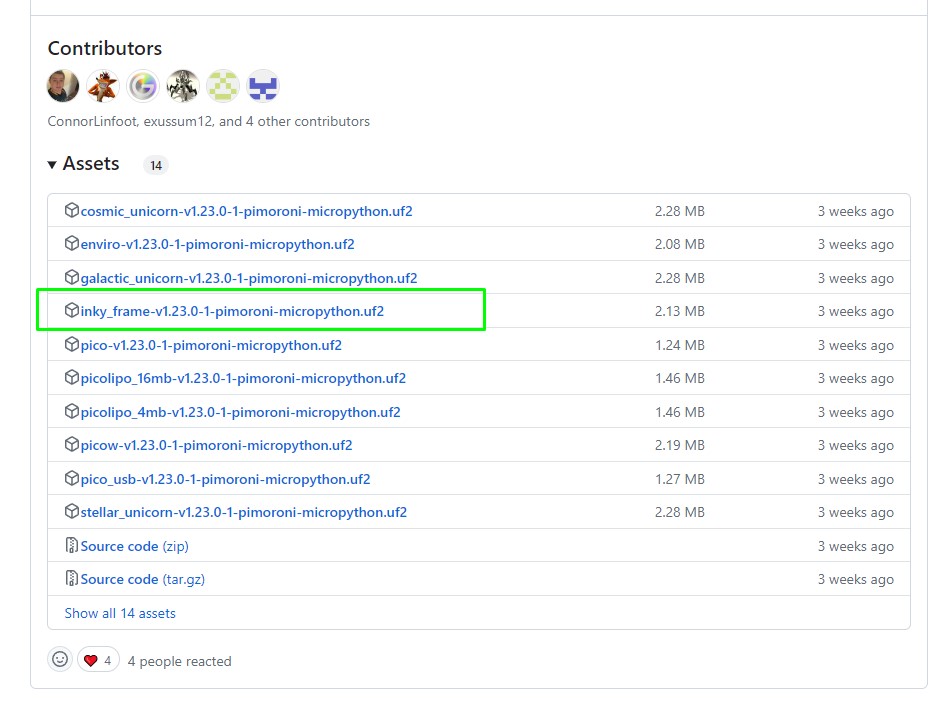 Contributors
ConnorLinfoot, exussum12, and 4 other contributors
Assets 14
cosmic_unicorn-v1.23.0-1-pimoroni-micropython.uf2 2.28 MB 3 weeks ago
enviro-v1.23.0-1-pimoroni-micropython.uf2 2.08 MB 3 weeks ago
galactic_unicorn-v1.23.0-1-pimoroni-micropython.uf2 2.28 MB 3 weeks ago
inky_frame-v1.23.0-1-pimoroni-micropython.uf2 2.13 MB 3 weeks ago
pico-v1.23.0-1-pimoroni-micropython.uf2 1.24 MB 3 weeks ago
picolipo_16mb-v1.23.0-1-pimoroni-micropython.uf2 1.46 MB 3 weeks ago
picolipo_4mb-v1.23.0-1-pimoroni-micropython.uf2 1.46 MB 3 weeks ago
picow-v1.23.0-1-pimoroni-micropython.uf2 2.19 MB 3 weeks ago
pico_usb-v1.23.0-1-pimoroni-micropython.uf2 1.27 MB 3 weeks ago
stellar_unicorn-v1.23.0-1-pimoroni-micropython.uf2 2.28 MB 3 weeks ago
Source code (zip) 3 weeks ago
Source code (tar.gz) 3 weeks ago
Show all 14 assets
4 4 people reacted